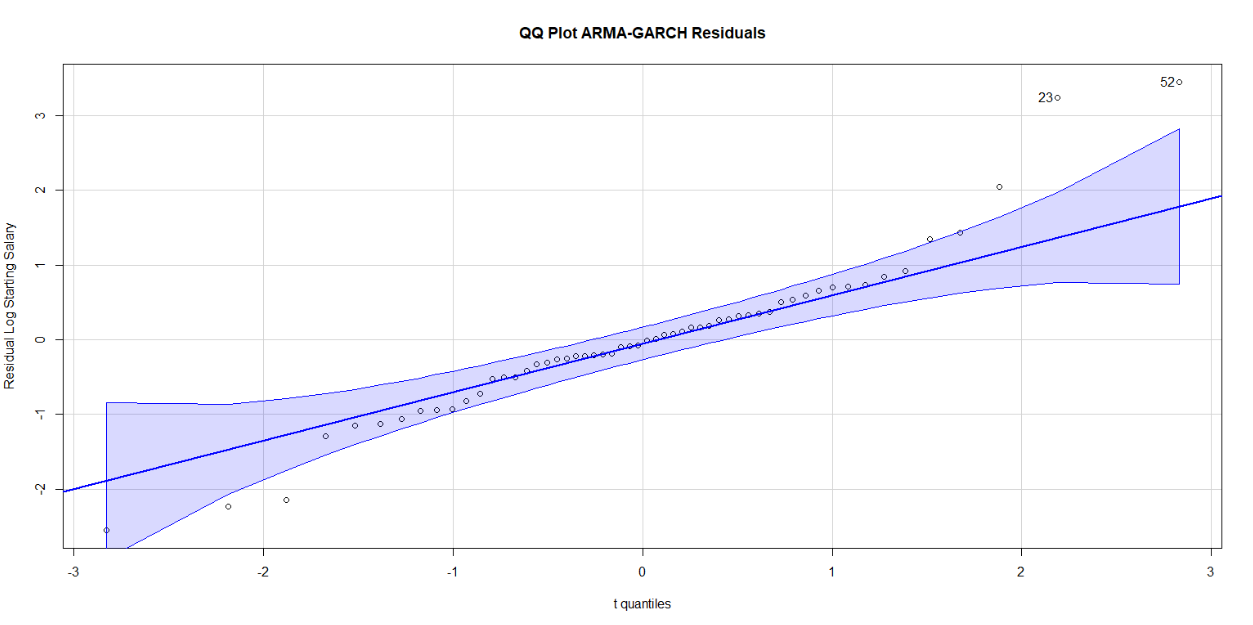 QQ Plot ARMA-GARCH Residuals
52
23
3
2
1
0
-1
-2
Residual Log Starting Salary
-3 -2 -1 0 1 2 3
t quantiles